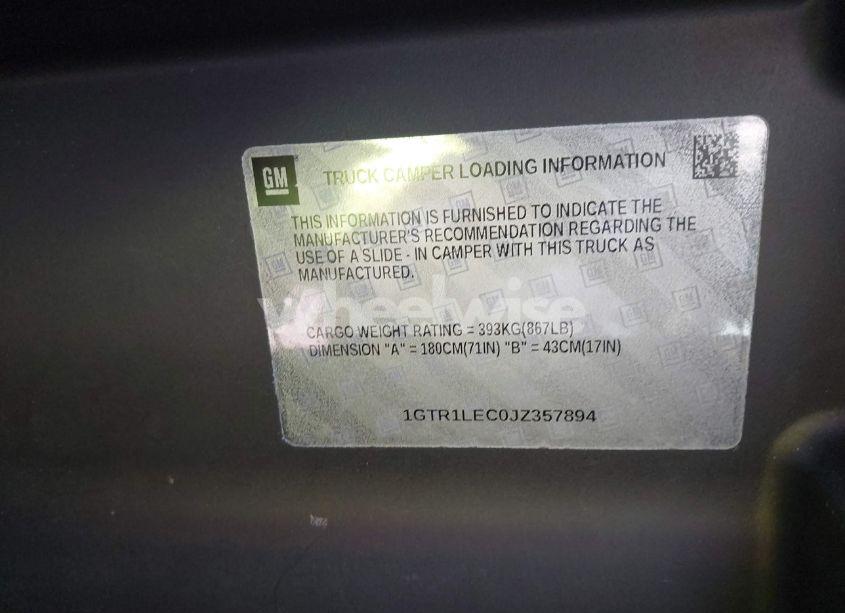 GM
TRUCK CAMPER LOADING INFORMATION
THIS INFORMATION IS FURNISHED TO INDICATE THE
MANUFACTURER'S RECOMMENDATION REGARDING THE
USE OF A SLIDE - IN CAMPER WITH THIS TRUCK AS
MANUFACTURED.
wheelwise
CARGO WEIGHT RATING = 393KG(867LB)
DIMENSION "A" = 180CM(71IN) "B" = 43CM(17IN)
1GTR1LEC0JZ357894